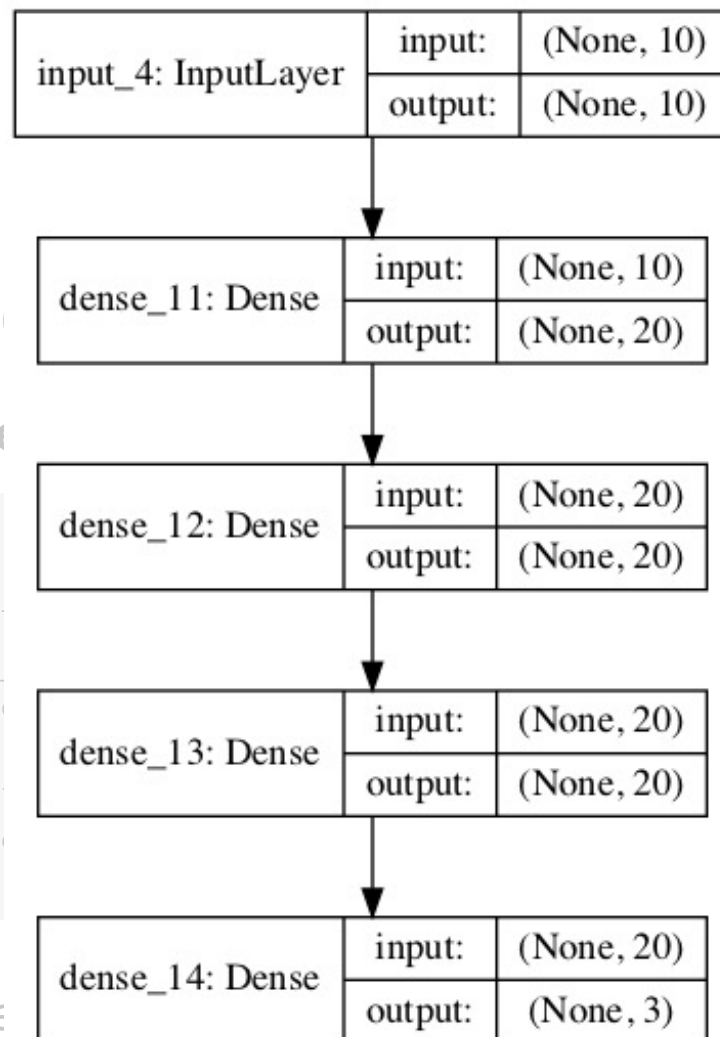 input_4: InputLayer
input: (None, 10)
output: (None, 10)
dense_11: Dense
input: (None, 10)
output: (None, 20)
dense_12: Dense
input: (None, 20)
output: (None, 20)
dense_13: Dense
input: (None, 20)
output: (None, 20)
dense_14: Dense
input: (None, 20)
output: (None, 3)